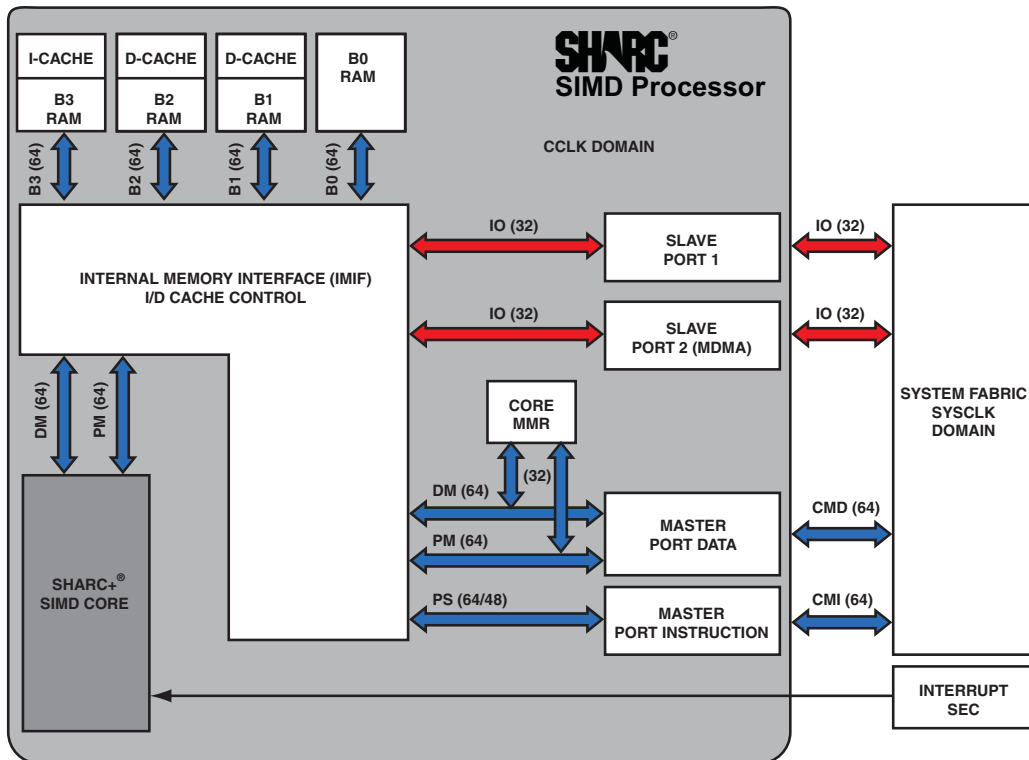 SHARC®
SIMD Processor
CCLK DOMAIN
I-CACHE
B3
RAM
D-CACHE
B2
RAM
D-CACHE
B1
RAM
B0
RAM
B3 (64)
B2 (64)
B1 (64)
B0 (64)
INTERNAL MEMORY INTERFACE (IMIF)
I/D CACHE CONTROL
IO (32)
SLAVE
PORT 1
IO (32)
IO (32)
SLAVE
PORT 2 (MDMA)
IO (32)
SYSTEM FABRIC
SYSCLK
DOMAIN
DM (64)
PM (64)
CORE
MMR
(32)
DM (64)
PM (64)
MASTER
PORT DATA
CMD (64)
PS (64/48)
MASTER
PORT INSTRUCTION
CMI (64)
SHARC+®
SIMD CORE
INTERRUPT
SEC